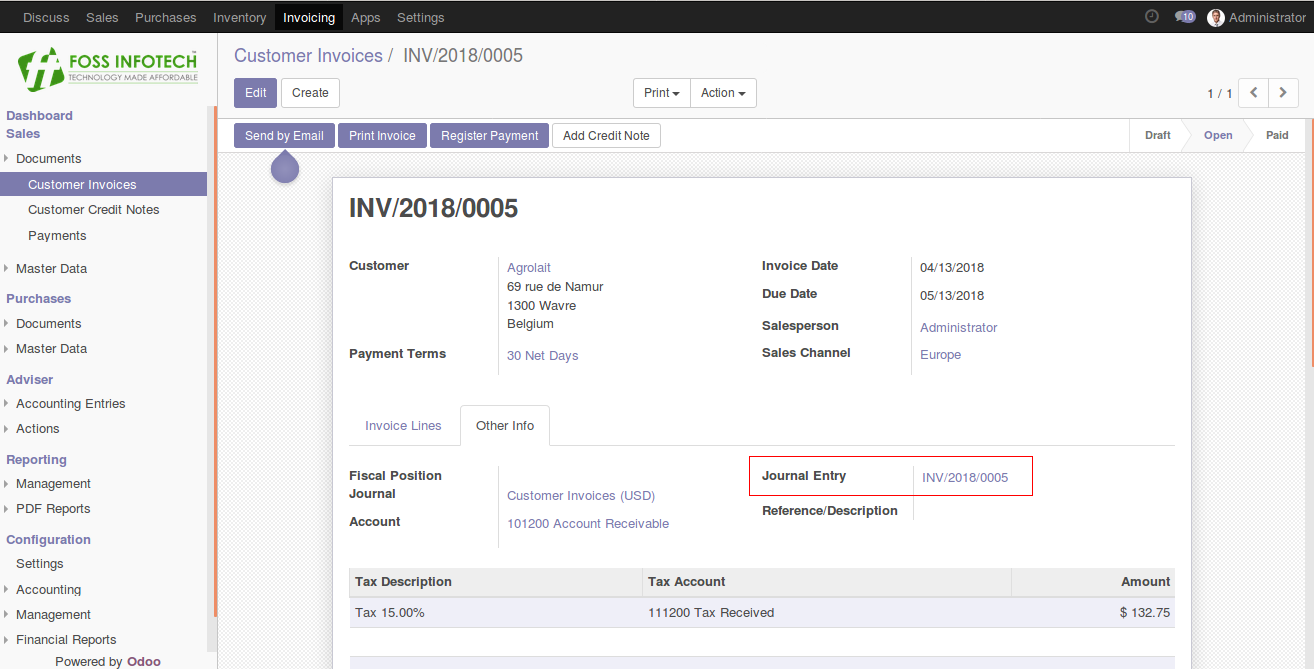 Discuss Sales Purchases Inventory Invoicing Apps Settings 10 Administrator
FOSS INFOTECH™
TECHNOLOGY MADE AFFORDABLE
Dashboard
Sales
Documents
Customer Invoices
Customer Credit Notes
Payments
Master Data
Purchases
Documents
Master Data
Adviser
Accounting Entries
Actions
Reporting
Management
PDF Reports
Configuration
Settings
Accounting
Management
Financial Reports
Powered by Odoo
Customer Invoices / INV/2018/0005
Edit Create Print Action 1 / 1
Send by Email Print Invoice Register Payment Add Credit Note Draft Open Paid
INV/2018/0005
Customer Agrolait
69 rue de Namur
1300 Wavre
Belgium
Payment Terms 30 Net Days
Invoice Date 04/13/2018
Due Date 05/13/2018
Salesperson Administrator
Sales Channel Europe
Invoice Lines Other Info
Fiscal Position
Journal Customer Invoices (USD)
Account 101200 Account Receivable
Journal Entry INV/2018/0005
Reference/Description
Tax Description Tax Account Amount
Tax 15.00% 111200 Tax Received $ 132.75